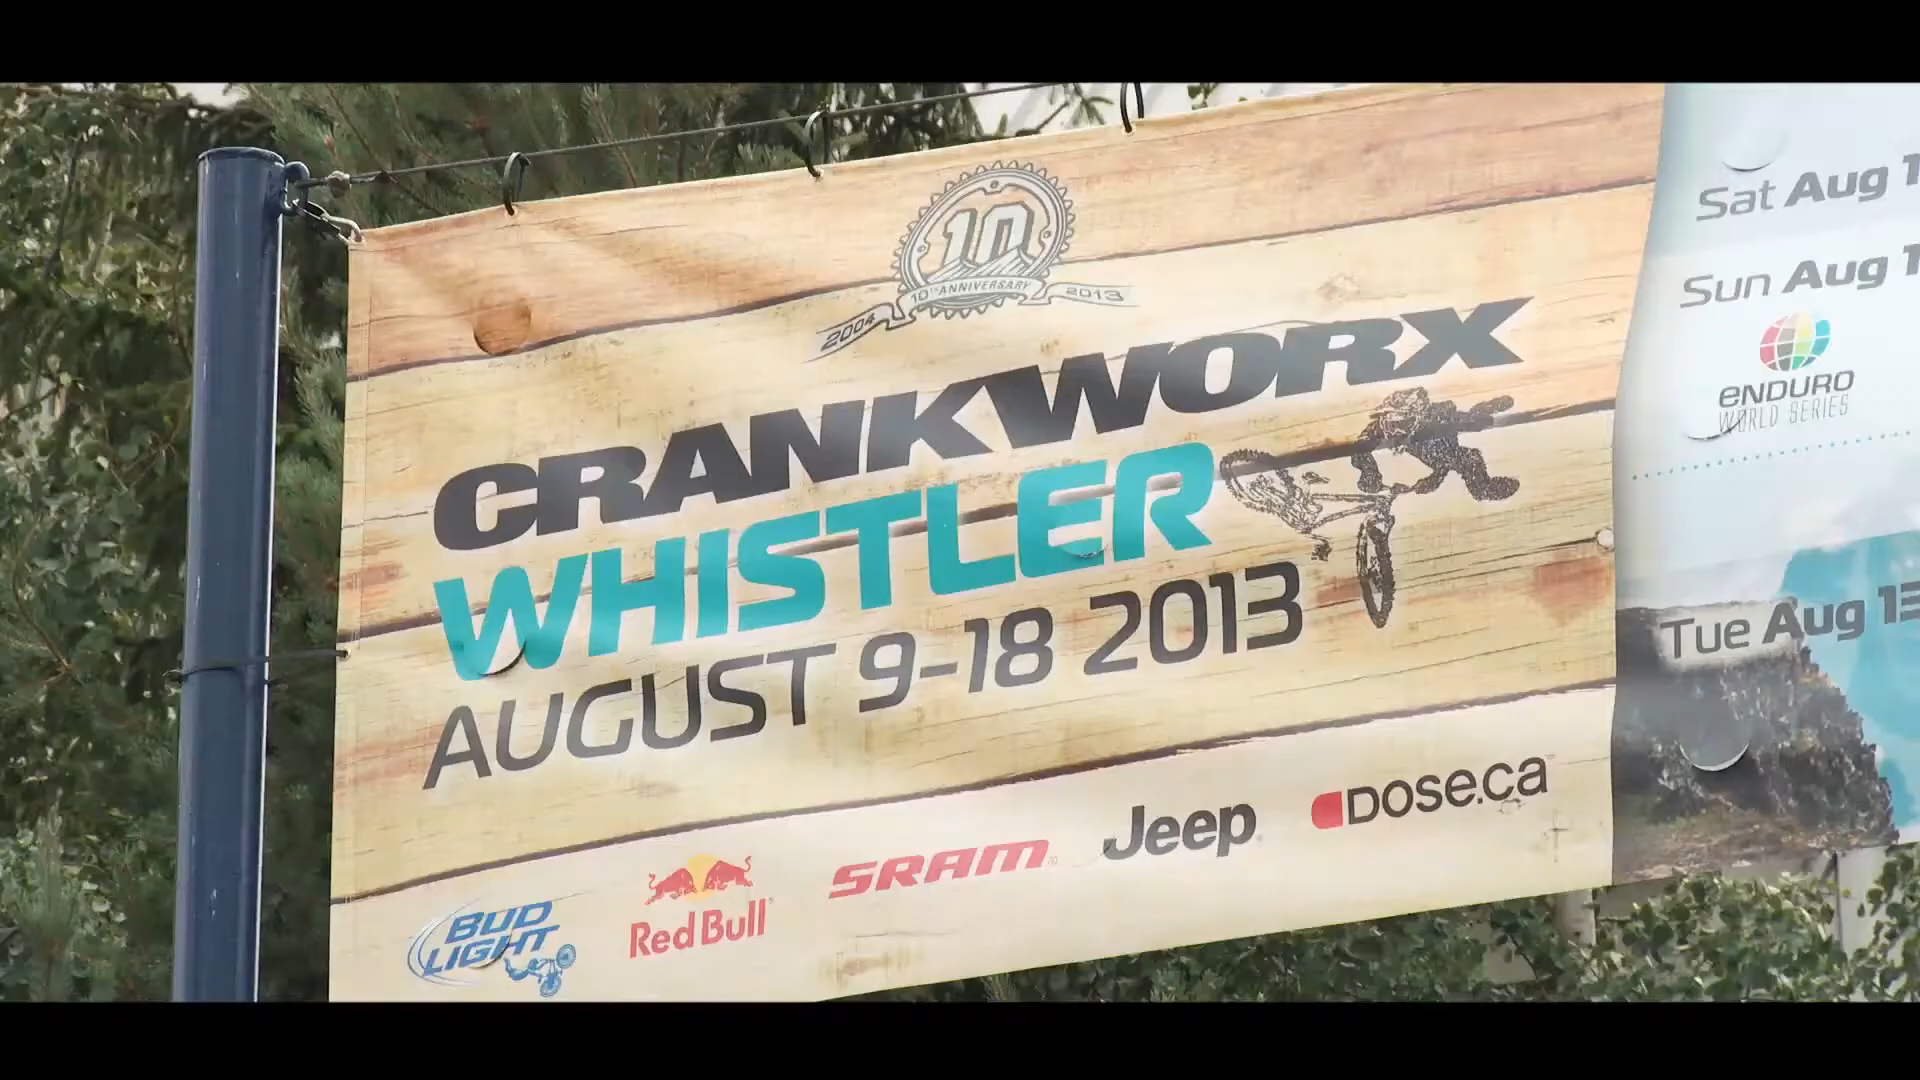 10
10TH ANNIVERSARY
2004
2013
CRANKWORX
WHISTLER
AUGUST 9-18 2013
BUD
LIGHT
Red Bull
SRAM
Jeep
DOSE.ca
Sat Aug
Sun Aug
ENDURO
WORLD SERIES
Tue Aug 13